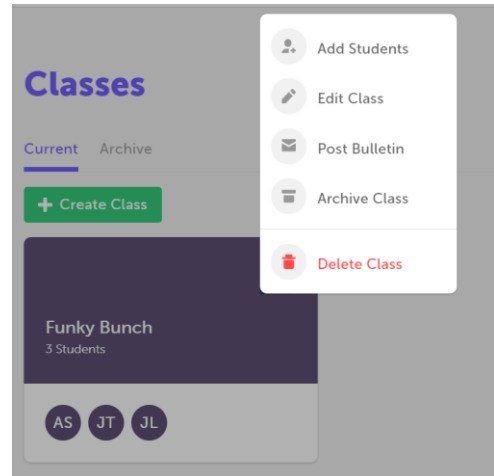 Classes
Current Archive
Create Class
Funky Bunch
3 Students
AS JT JL
Add Students
Edit Class
Post Bulletin
Archive Class
Delete Class